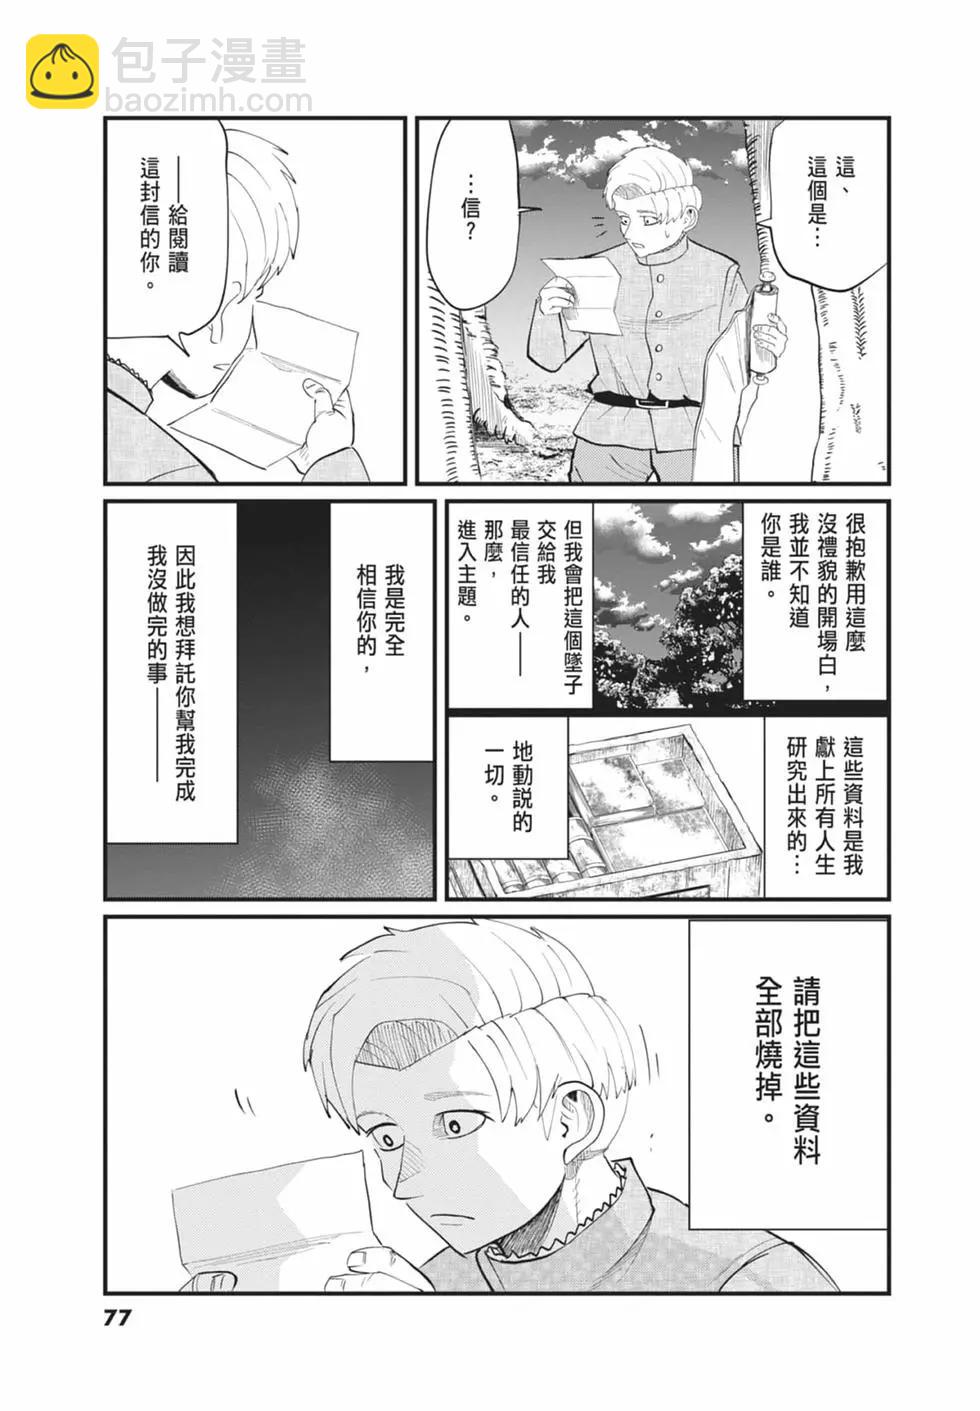 包子漫畫
baozimh.com
這、
這個是…
…信?
——給閱讀
這封信的你。
很抱歉用這麼
沒禮貌的開場白，
我並不知道
你是誰。
但我會把這個墜子
交給我
最信任的人——
那麼，
進入主題。
這些資料是我
獻上所有人生
研究出來的…
地動說的
一切。
我是完全
相信你的，
因此我想拜託你幫我完成
我沒做完的事——
請把這些資料
全部燒掉。
77